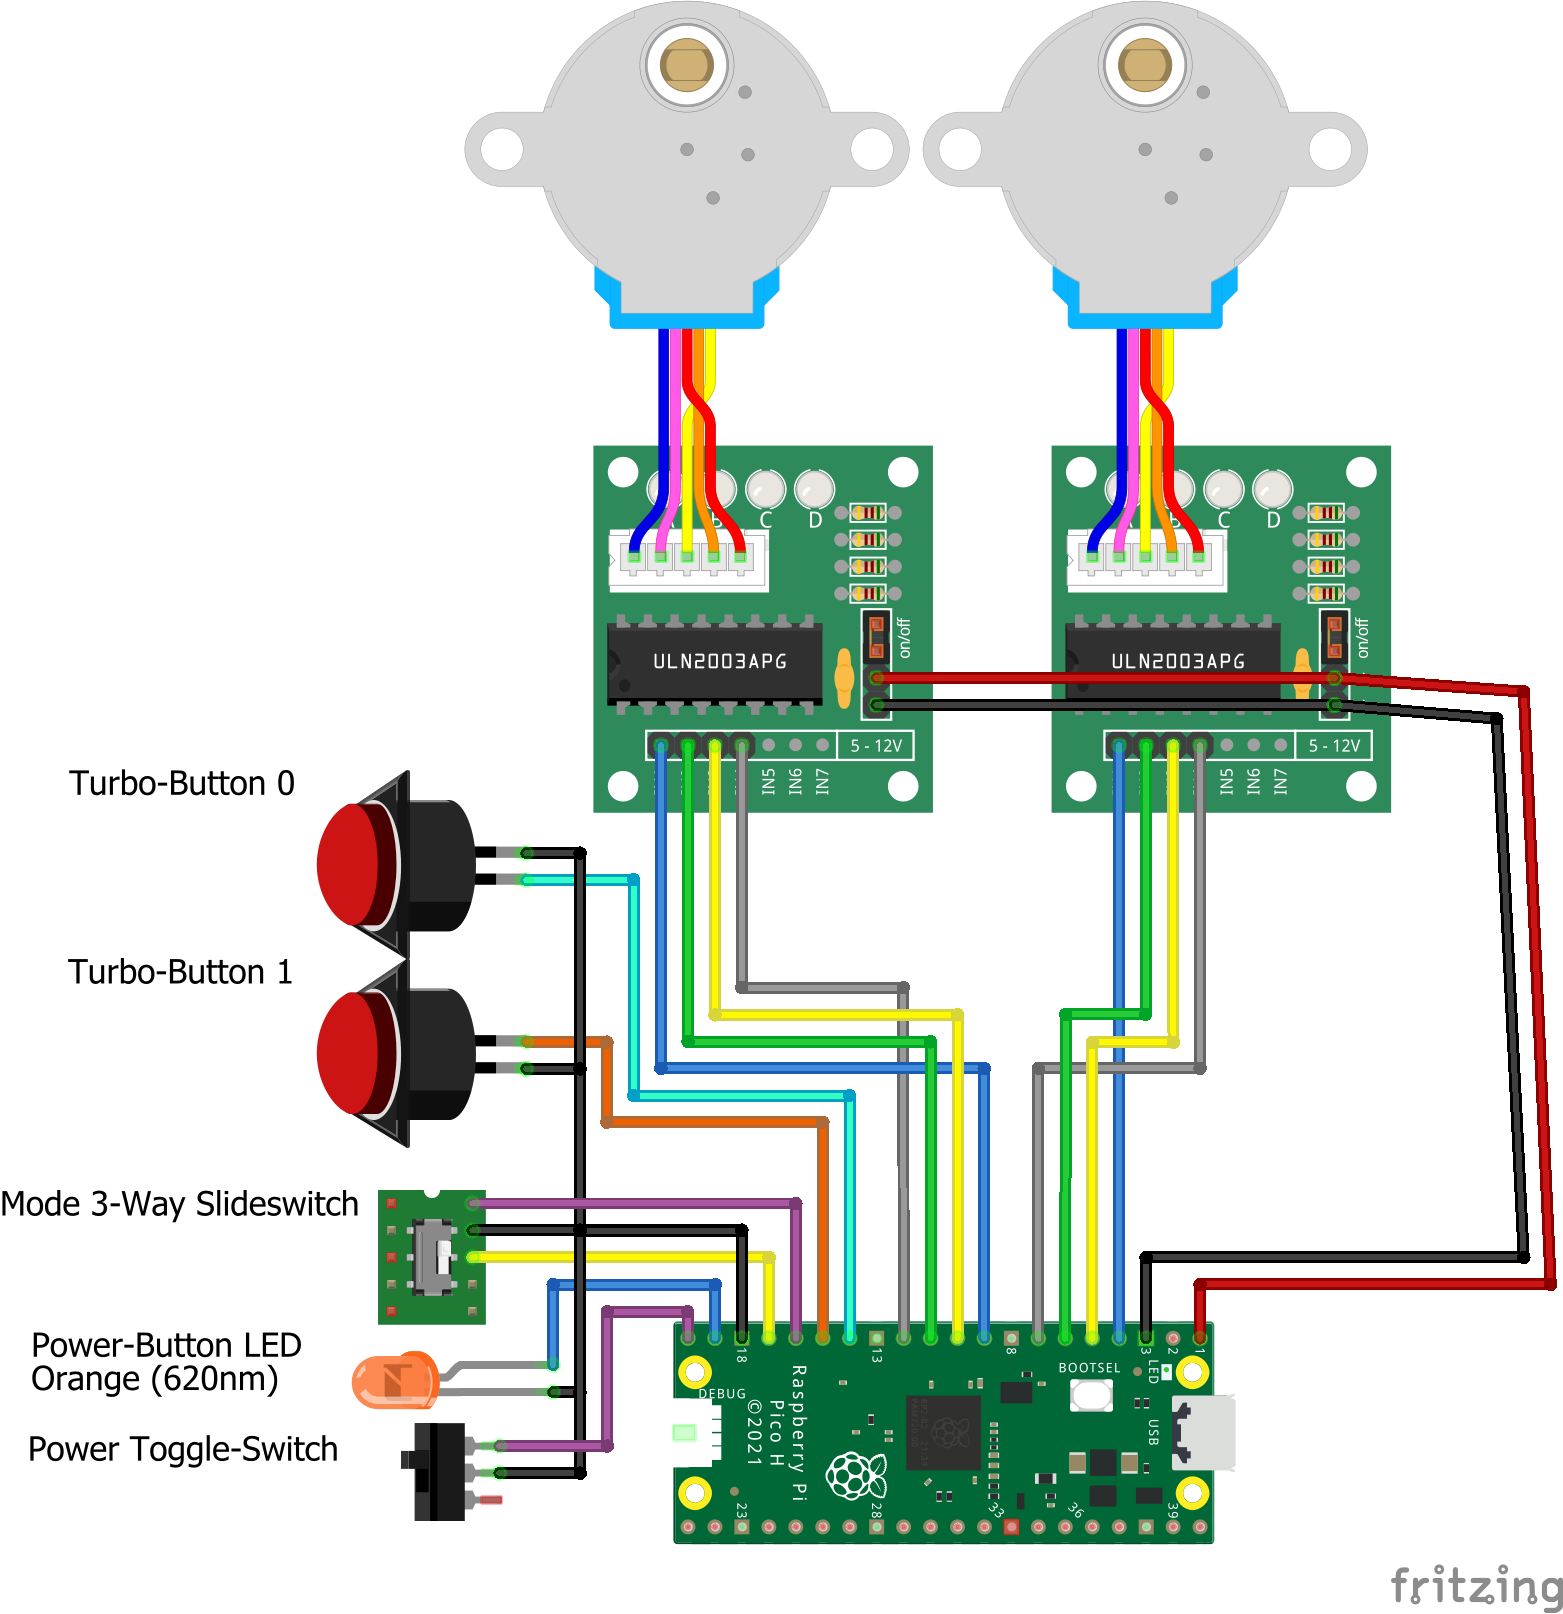 C
D
C
D
on/off
on/off
ULN2003APG
ULN2003APG
5 - 12V
5 - 12V
IN5
IN6
IN7
IN5
IN6
IN7
Turbo-Button 0
Turbo-Button 1
Mode 3-Way Slideswitch
Power-Button LED
Orange (620nm)
Power Toggle-Switch
18
13
8
3
2
1
LED
BOOTSEL
DEBUG
USB
Raspberry Pi
Pico H
©2021
23
28
33
36
39
fritzing